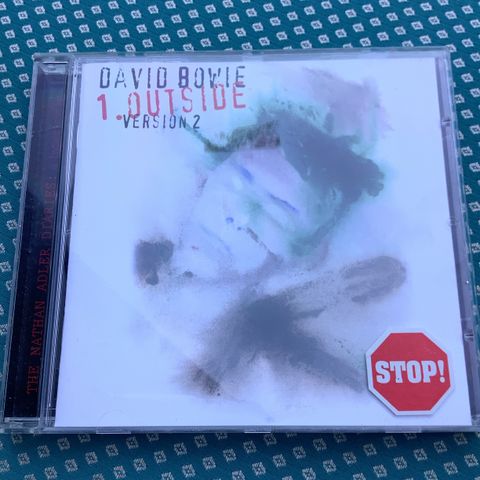 DAVID BOWIE
1.OUTSIDE
VERSION 2
STOP!
THE NATHAN ADLER DIARIES: